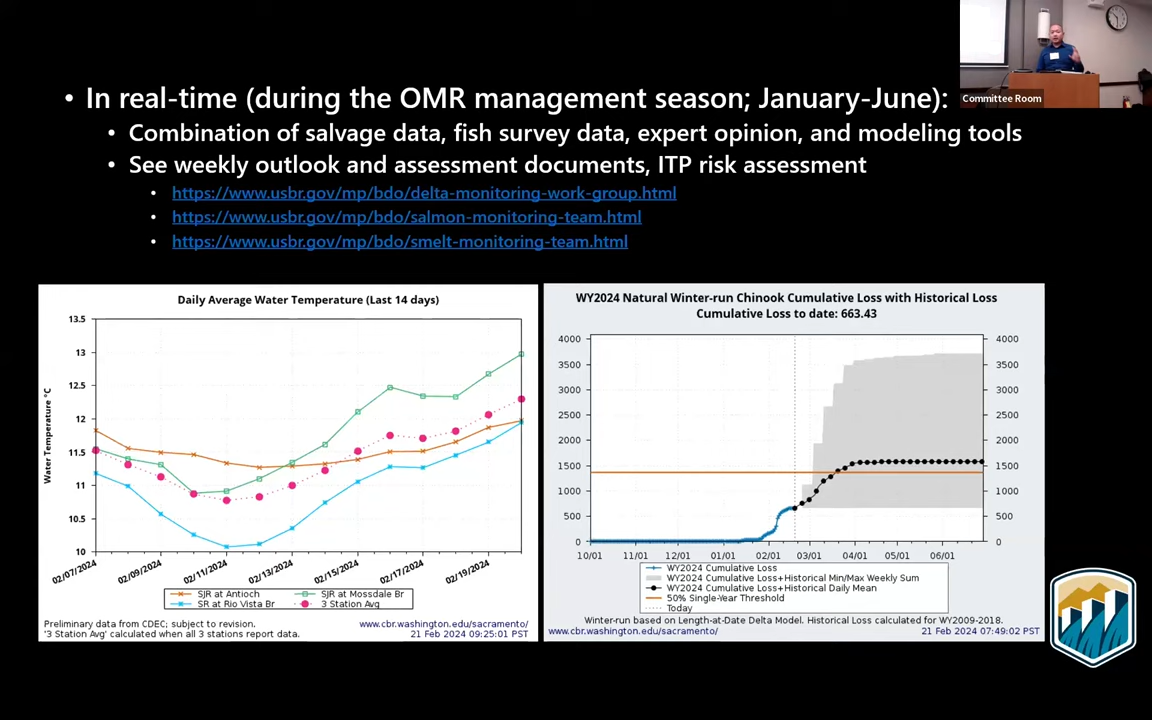 • In real-time (during the OMR management season; January-June):
• Combination of salvage data, fish survey data, expert opinion, and modeling tools
• See weekly outlook and assessment documents, ITP risk assessment
• https://www.usbr.gov/mp/bdo/delta-monitoring-work-group.html
• https://www.usbr.gov/mp/bdo/salmon-monitoring-team.html
• https://www.usbr.gov/mp/bdo/smelt-monitoring-team.html
Committee Room
Daily Average Water Temperature (Last 14 days)
Water Temperature °C
13.5
13
12.5
12
11.5
11
10.5
10
02/07/2024 02/09/2024 02/11/2024 02/13/2024 02/15/2024 02/17/2024 02/19/2024
SJR at Antioch SJR at Mossdale Br
SR at Rio Vista Br 3 Station Avg
Preliminary data from CDEC; subject to revision. www.cbr.washington.edu/sacramento/
'3 Station Avg' calculated when all 3 stations report data. 21 Feb 2024 09:25:01 PST
WY2024 Natural Winter-run Chinook Cumulative Loss with Historical Loss
Cumulative Loss to date: 663.43
4000 4000
3500 3500
3000 3000
2500 2500
2000 2000
1500 1500
1000 1000
500 500
0 0
10/01 11/01 12/01 01/01 02/01 03/01 04/01 05/01 06/01
WY2024 Cumulative Loss
WY2024 Cumulative Loss+Historical Min/Max Weekly Sum
WY2024 Cumulative Loss+Historical Daily Mean
50% Single-Year Threshold
Today
Winter-run based on Length-at-Date Delta Model. Historical Loss calculated for WY2009-2018.
www.cbr.washington.edu/sacramento/ 21 Feb 2024 07:49:02 PST